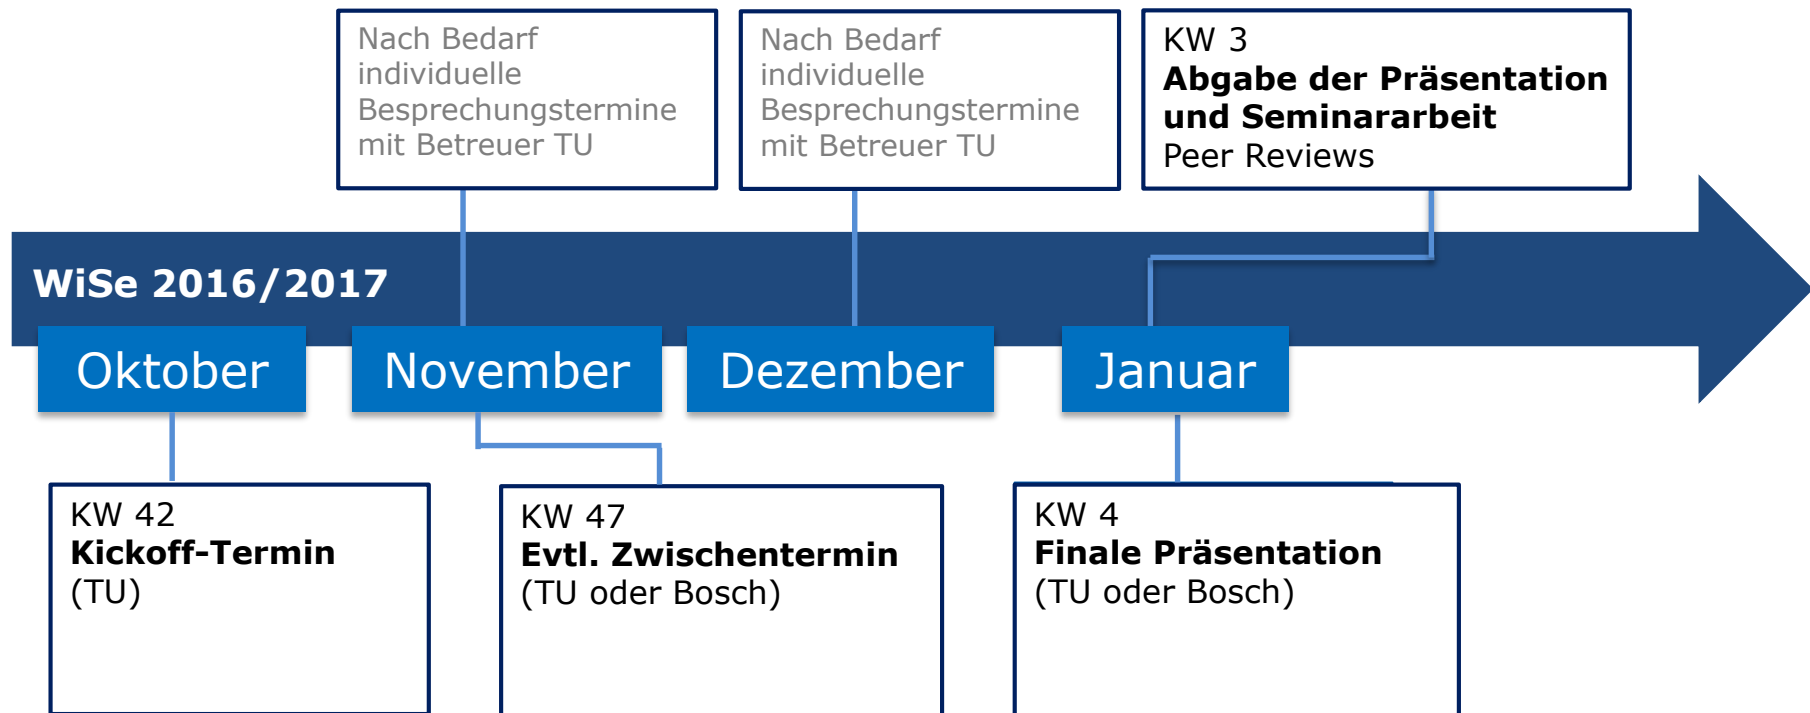 Nach Bedarf
individuelle
Besprechungstermine
mit Betreuer TU
Nach Bedarf
individuelle
Besprechungstermine
mit Betreuer TU
KW 3
Abgabe der Präsentation
und Seminararbeit
Peer Reviews
WiSe 2016/2017
Oktober
November
Dezember
Januar
KW 42
Kickoff-Termin
(TU)
KW 47
Evtl. Zwischentermin
(TU oder Bosch)
KW 4
Finale Präsentation
(TU oder Bosch)